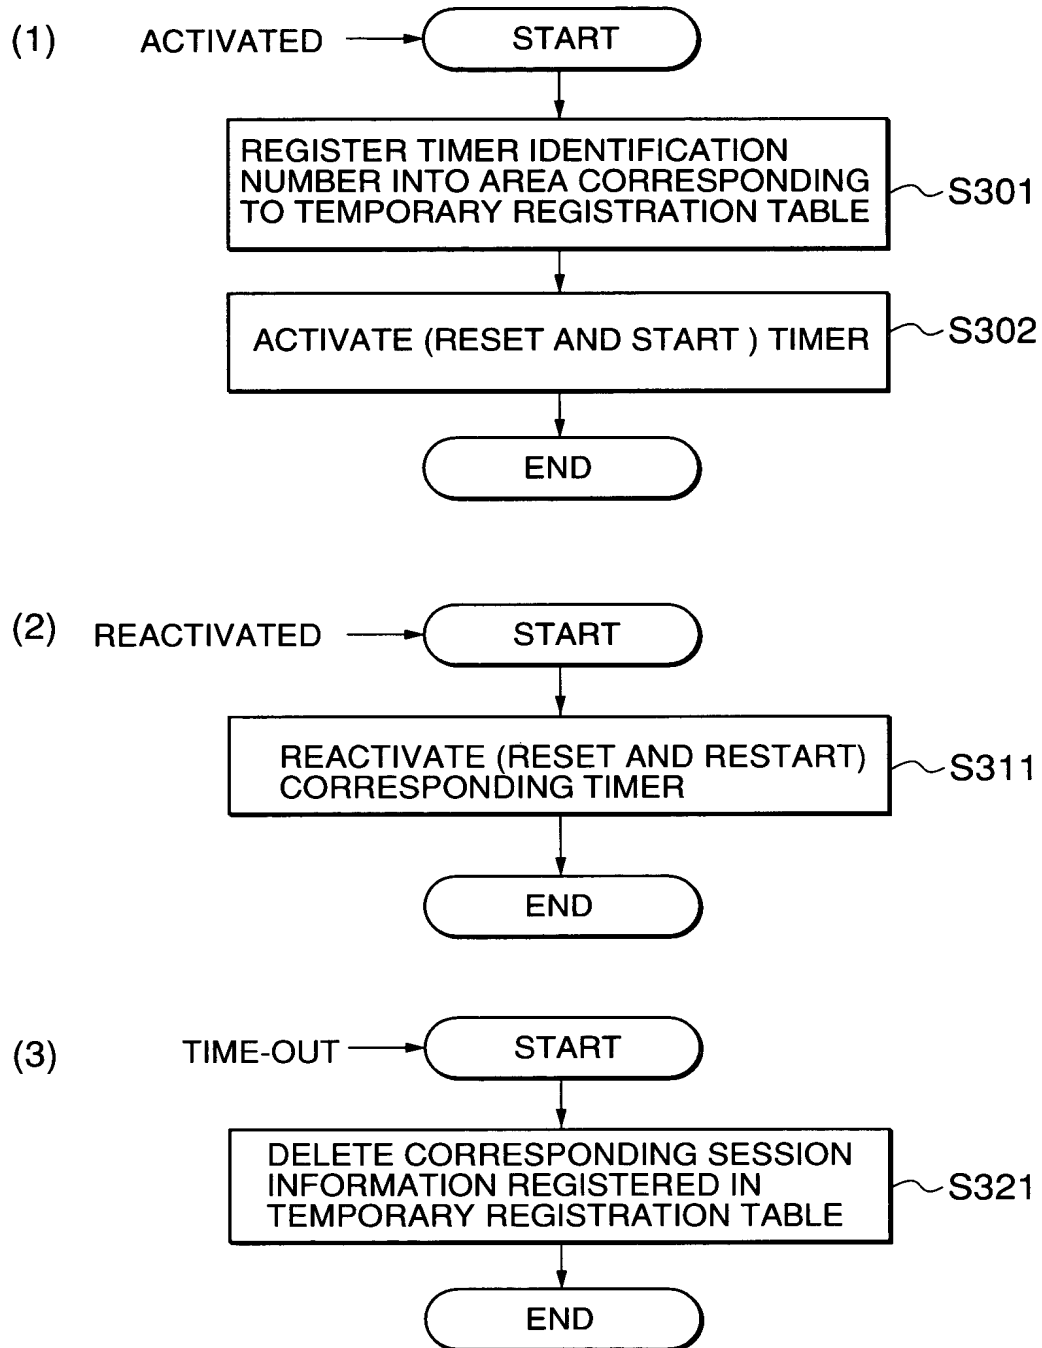 (1)
ACTIVATED
START
REGISTER TIMER IDENTIFICATION
NUMBER INTO AREA CORRESPONDING
TO TEMPORARY REGISTRATION TABLE
S301
ACTIVATE (RESET AND START ) TIMER
S302
END
(2)
REACTIVATED
START
REACTIVATE (RESET AND RESTART)
CORRESPONDING TIMER
S311
END
(3)
TIME-OUT
START
DELETE CORRESPONDING SESSION
INFORMATION REGISTERED IN
TEMPORARY REGISTRATION TABLE
S321
END